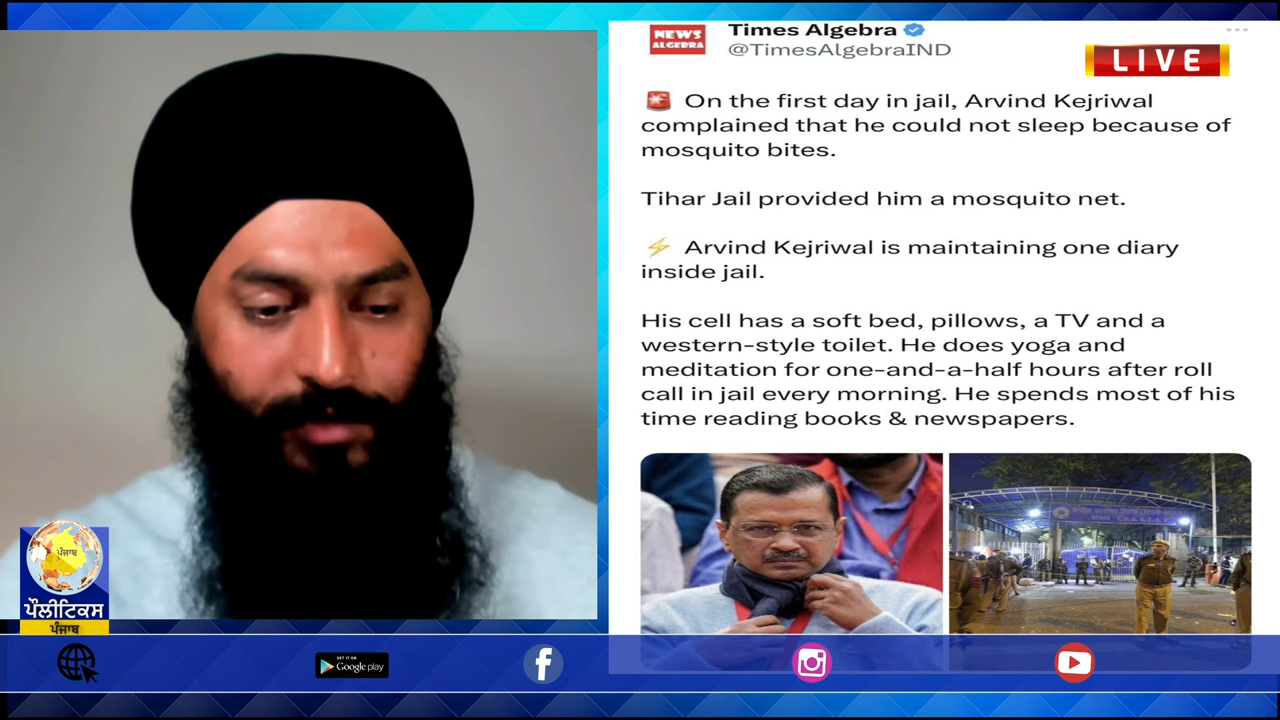 NEWS
ALGEBRA
Times Algebra
@TimesAlgebraIND
LIVE
On the first day in jail, Arvind Kejriwal
complained that he could not sleep because of
mosquito bites.
Tihar Jail provided him a mosquito net.
Arvind Kejriwal is maintaining one diary
inside jail.
His cell has a soft bed, pillows, a TV and a
western-style toilet. He does yoga and
meditation for one-and-a-half hours after roll
call in jail every morning. He spends most of his
time reading books & newspapers.
ਪੰਜਾਬ
ਪੌਲੀਟਿਕਸ
ਪੰਜਾਬ
GET IT ON
Google play